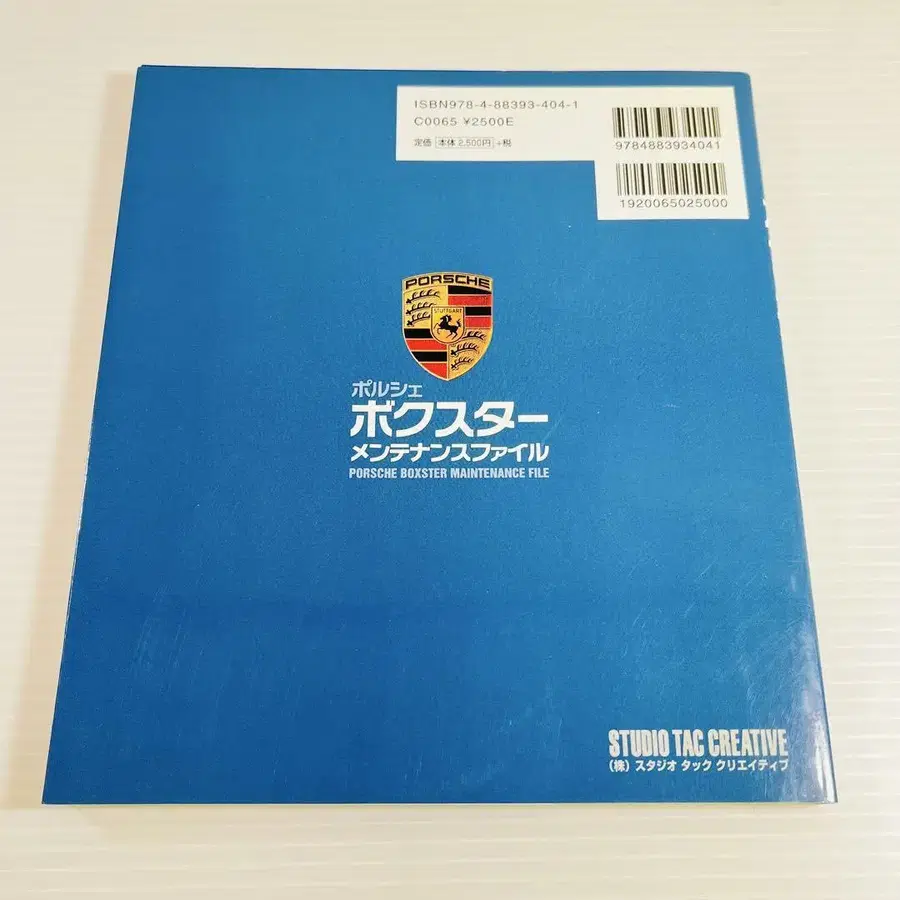 ISBN978-4-88393-404-1
C0065 ¥2500E
定価 本体2,500円 +税
9784883934041
1920065025000
PORSCHE
STUTTGART
ポルシェ
ボクスター
メンテナンスファイル
PORSCHE BOXSTER MAINTENANCE FILE
STUDIO TAC CREATIVE
(株) スタジオ タック クリエイティブ